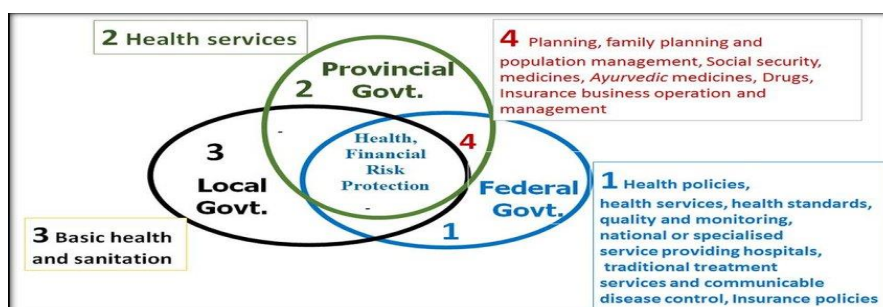 2 Health services
Provincial
Govt.
2
3
Local
Govt.
Health,
Financial
Risk
Protection
4
Federal
Govt.
1
4 Planning, family planning and
population management, Social security,
medicines, Ayurvedic medicines, Drugs,
Insurance business operation and
management
3 Basic health
and sanitation
1 Health policies,
health services, health standards,
quality and monitoring,
national or specialised
service providing hospitals,
traditional treatment
services and communicable
disease control, Insurance policies